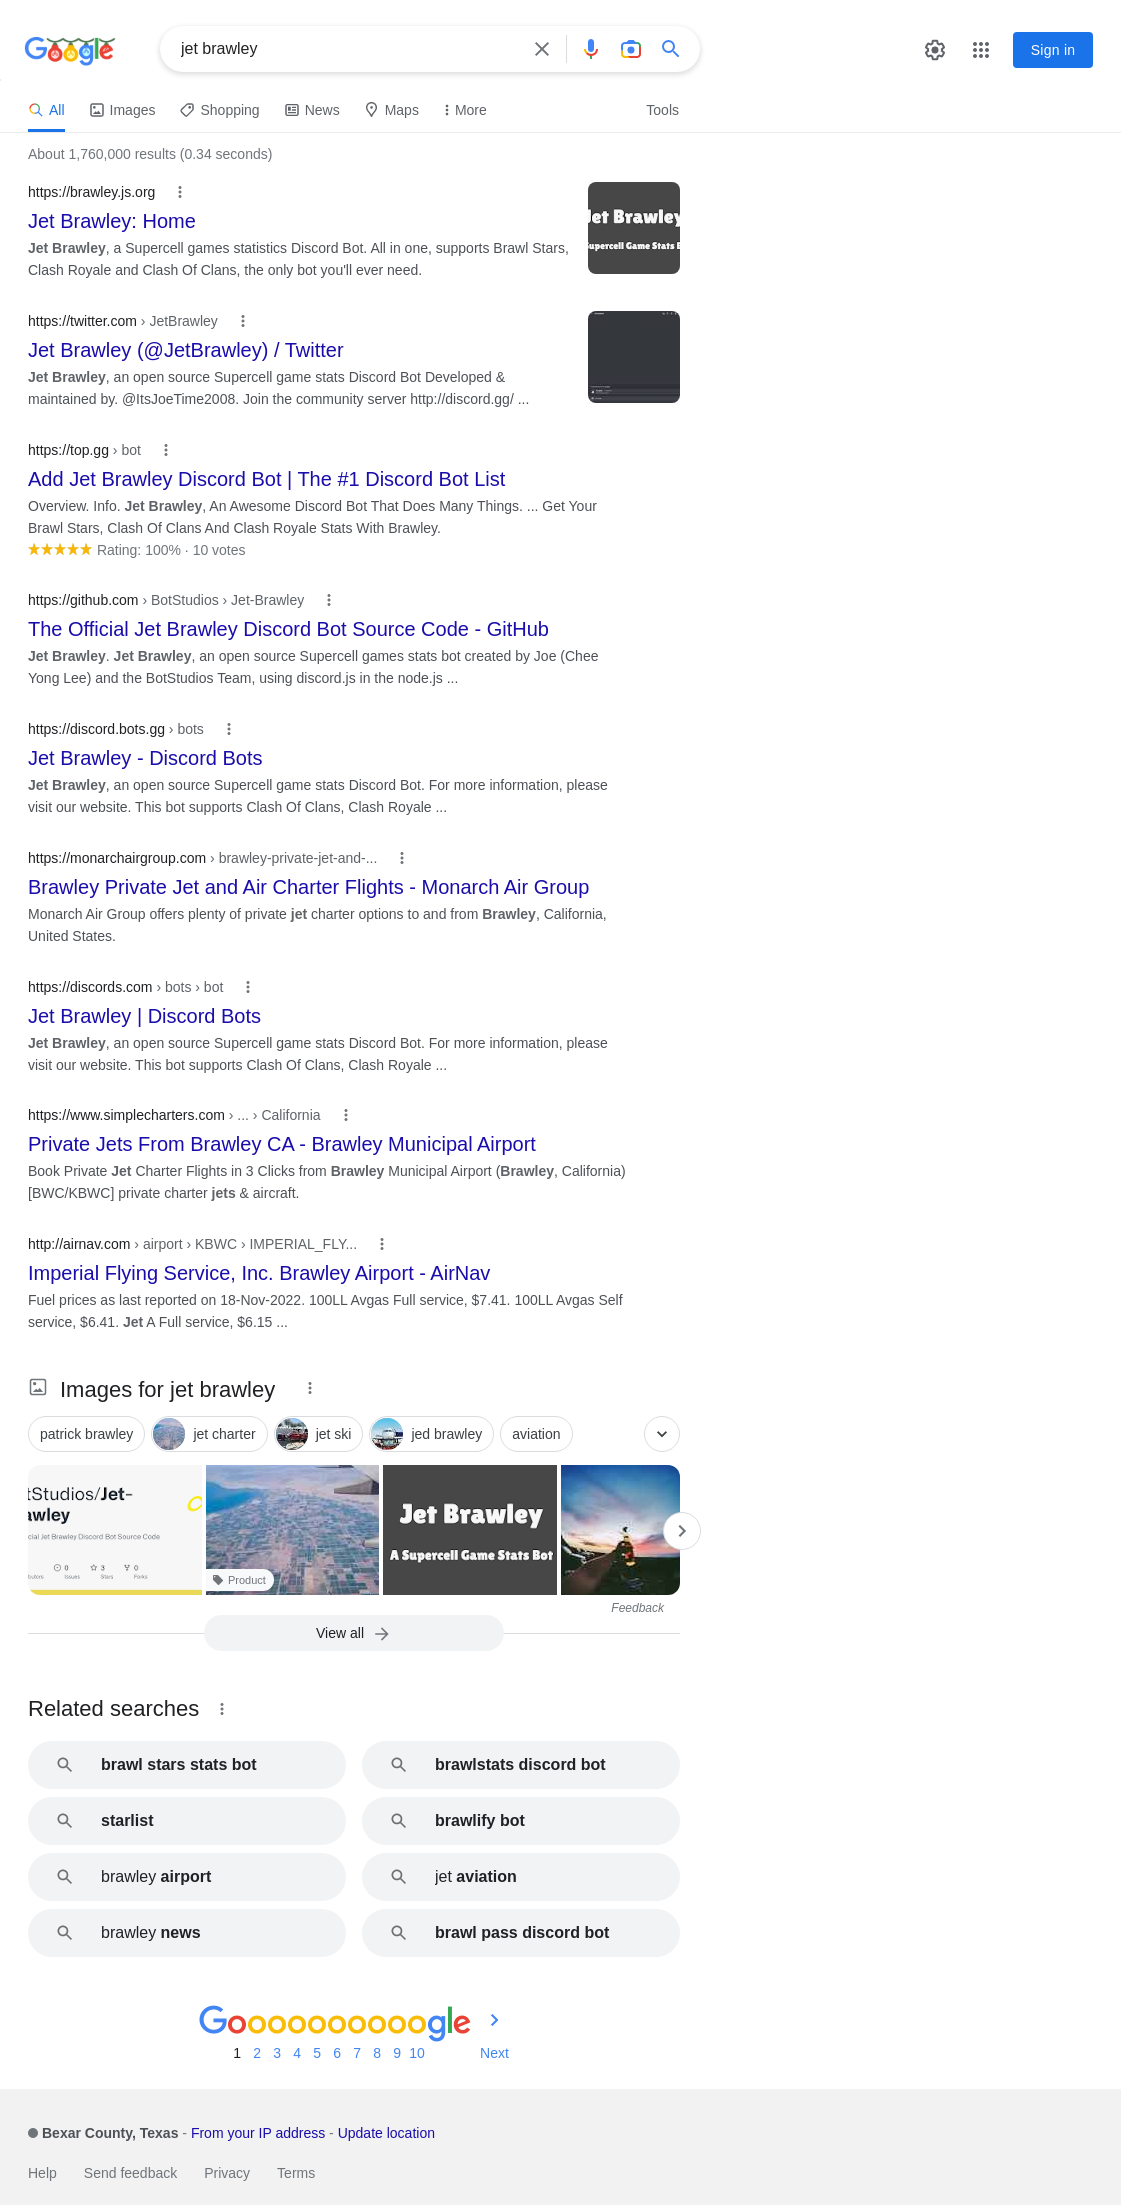 Google
jet brawley
Sign in
All Images Shopping News Maps More Tools
About 1,760,000 results (0.34 seconds)
https://brawley.js.org
Jet Brawley: Home
Jet Brawley, a Supercell games statistics Discord Bot. All in one, supports Brawl Stars,
Clash Royale and Clash Of Clans, the only bot you'll ever need.
Jet Brawley
Supercell Game Stats B
https://twitter.com › JetBrawley
Jet Brawley (@JetBrawley) / Twitter
Jet Brawley, an open source Supercell game stats Discord Bot Developed &
maintained by. @ItsJoeTime2008. Join the community server http://discord.gg/ ...
https://top.gg › bot
Add Jet Brawley Discord Bot | The #1 Discord Bot List
Overview. Info. Jet Brawley, An Awesome Discord Bot That Does Many Things. ... Get Your
Brawl Stars, Clash Of Clans And Clash Royale Stats With Brawley.
Rating: 100% · 10 votes
https://github.com › BotStudios › Jet-Brawley
The Official Jet Brawley Discord Bot Source Code - GitHub
Jet Brawley. Jet Brawley, an open source Supercell games stats bot created by Joe (Chee
Yong Lee) and the BotStudios Team, using discord.js in the node.js ...
https://discord.bots.gg › bots
Jet Brawley - Discord Bots
Jet Brawley, an open source Supercell game stats Discord Bot. For more information, please
visit our website. This bot supports Clash Of Clans, Clash Royale ...
https://monarchairgroup.com › brawley-private-jet-and-...
Brawley Private Jet and Air Charter Flights - Monarch Air Group
Monarch Air Group offers plenty of private jet charter options to and from Brawley, California,
United States.
https://discords.com › bots › bot
Jet Brawley | Discord Bots
Jet Brawley, an open source Supercell game stats Discord Bot. For more information, please
visit our website. This bot supports Clash Of Clans, Clash Royale ...
https://www.simplecharters.com › ... › California
Private Jets From Brawley CA - Brawley Municipal Airport
Book Private Jet Charter Flights in 3 Clicks from Brawley Municipal Airport (Brawley, California)
[BWC/KBWC] private charter jets & aircraft.
http://airnav.com › airport › KBWC › IMPERIAL_FLY...
Imperial Flying Service, Inc. Brawley Airport - AirNav
Fuel prices as last reported on 18-Nov-2022. 100LL Avgas Full service, $7.41. 100LL Avgas Self
service, $6.41. Jet A Full service, $6.15 ...
Images for jet brawley
patrick brawley jet charter jet ski jed brawley aviation
tStudios/Jet-
awley
cial Jet Brawley Discord Bot Source Code
0 3 0
butors Issues Stars Forks
Product
Jet Brawley
A Supercell Game Stats Bot
Feedback
View all
Related searches
brawl stars stats bot brawlstats discord bot
starlist brawlify bot
brawley airport jet aviation
brawley news brawl pass discord bot
Goooooooooogle
1 2 3 4 5 6 7 8 9 10 Next
Bexar County, Texas - From your IP address - Update location
Help Send feedback Privacy Terms